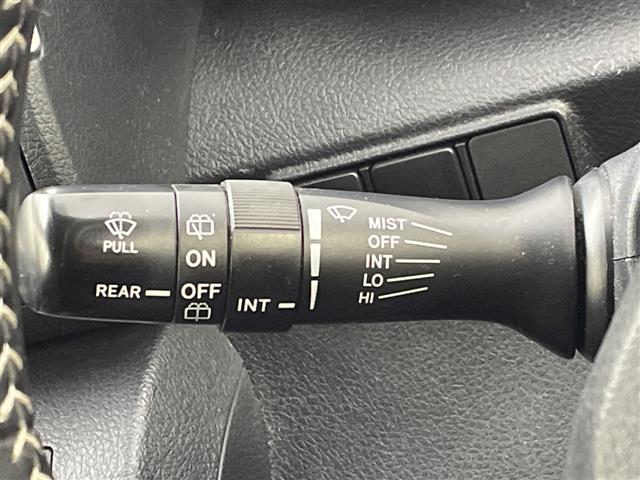 PULL
REAR
ON
OFF
INT
MIST
OFF
INT
LO
HI